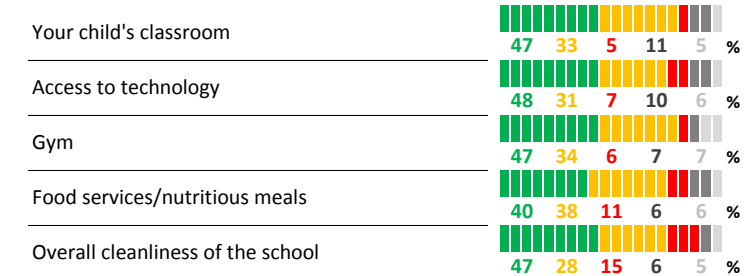 Your child's classroom
47 33 5 11 5 %
Access to technology
48 31 7 10 6 %
Gym
47 34 6 7 7 %
Food services/nutritious meals
40 38 11 6 6 %
Overall cleanliness of the school
47 28 15 6 5 %